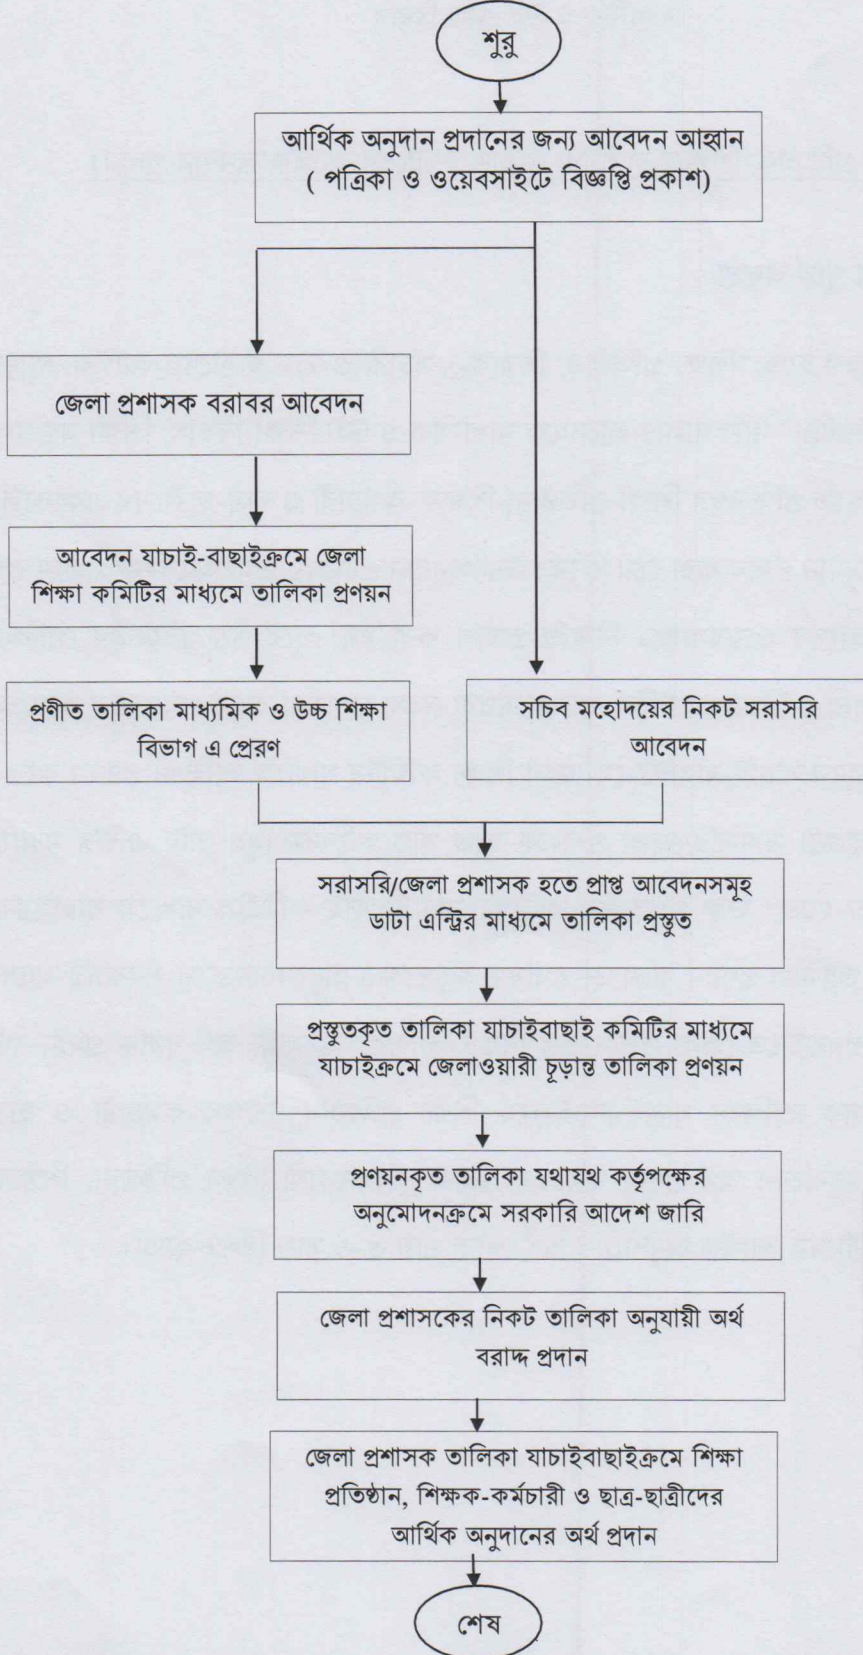 শুরু
আর্থিক অনুদান প্রদানের জন্য আবেদন আহ্বান
( পত্রিকা ও ওয়েবসাইটে বিজ্ঞপ্তি প্রকাশ)
জেলা প্রশাসক বরাবর আবেদন
আবেদন যাচাই-বাছাইক্রমে জেলা
শিক্ষা কমিটির মাধ্যমে তালিকা প্রণয়ন
প্রণীত তালিকা মাধ্যমিক ও উচ্চ শিক্ষা
বিভাগ এ প্রেরণ
সচিব মহোদয়ের নিকট সরাসরি
আবেদন
সরাসরি/জেলা প্রশাসক হতে প্রাপ্ত আবেদনসমূহ
ডাটা এন্ট্রির মাধ্যমে তালিকা প্রস্তুত
প্রস্তুতকৃত তালিকা যাচাইবাছাই কমিটির মাধ্যমে
যাচাইক্রমে জেলাওয়ারী চূড়ান্ত তালিকা প্রণয়ন
প্রণয়নকৃত তালিকা যথাযথ কর্তৃপক্ষের
অনুমোদনক্রমে সরকারি আদেশ জারি
জেলা প্রশাসকের নিকট তালিকা অনুযায়ী অর্থ
বরাদ্দ প্রদান
জেলা প্রশাসক তালিকা যাচাইবাছাইক্রমে শিক্ষা
প্রতিষ্ঠান, শিক্ষক-কর্মচারী ও ছাত্র-ছাত্রীদের
আর্থিক অনুদানের অর্থ প্রদান
শেষ